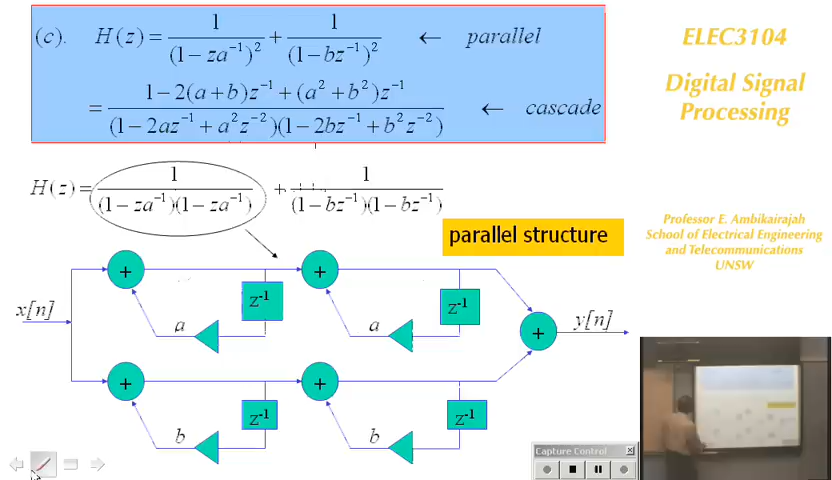 (c). H(z) = 1/(1−za⁻¹)² + 1/(1−bz⁻¹)² ← parallel
= (1−2(a+b)z⁻¹+(a²+b²)z⁻¹)/((1−2az⁻¹+a²z⁻²)(1−2bz⁻¹+b²z⁻²)) ← cascade
H(z) = 1/((1−za⁻¹)(1−za⁻¹)) + 1/((1−bz⁻¹)(1−bz⁻¹))
parallel structure
x[n] + z⁻¹ a + z⁻¹ a + y[n]
+ z⁻¹ b + z⁻¹ b
ELEC3104
Digital Signal
Processing
Professor E. Ambikairajah
School of Electrical Engineering
and Telecommunications
UNSW
Capture Control